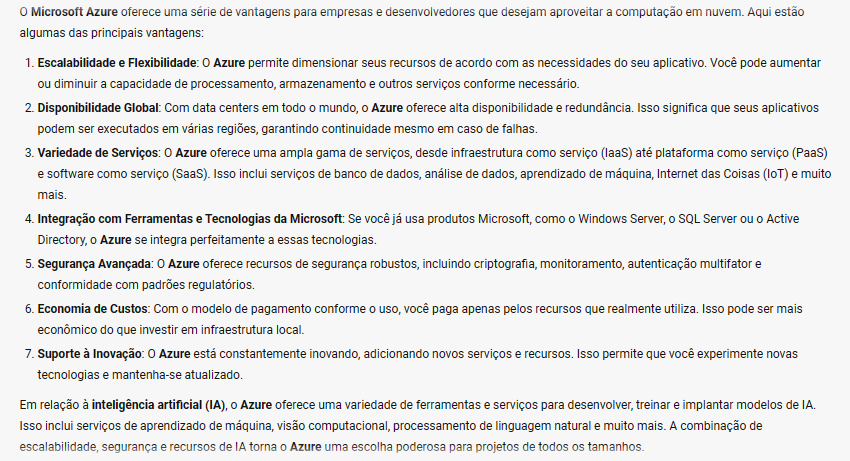 O Microsoft Azure oferece uma série de vantagens para empresas e desenvolvedores que desejam aproveitar a computação em nuvem. Aqui estão
algumas das principais vantagens:
1. Escalabilidade e Flexibilidade: O Azure permite dimensionar seus recursos de acordo com as necessidades do seu aplicativo. Você pode aumentar
ou diminuir a capacidade de processamento, armazenamento e outros serviços conforme necessário.
2. Disponibilidade Global: Com data centers em todo o mundo, o Azure oferece alta disponibilidade e redundância. Isso significa que seus aplicativos
podem ser executados em várias regiões, garantindo continuidade mesmo em caso de falhas.
3. Variedade de Serviços: O Azure oferece uma ampla gama de serviços, desde infraestrutura como serviço (IaaS) até plataforma como serviço (PaaS)
e software como serviço (SaaS). Isso inclui serviços de banco de dados, análise de dados, aprendizado de máquina, Internet das Coisas (IoT) e muito
mais.
4. Integração com Ferramentas e Tecnologias da Microsoft: Se você já usa produtos Microsoft, como o Windows Server, o SQL Server ou o Active
Directory, o Azure se integra perfeitamente a essas tecnologias.
5. Segurança Avançada: O Azure oferece recursos de segurança robustos, incluindo criptografia, monitoramento, autenticação multifator e
conformidade com padrões regulatórios.
6. Economia de Custos: Com o modelo de pagamento conforme o uso, você paga apenas pelos recursos que realmente utiliza. Isso pode ser mais
econômico do que investir em infraestrutura local.
7. Suporte à Inovação: O Azure está constantemente inovando, adicionando novos serviços e recursos. Isso permite que você experimente novas
tecnologias e mantenha-se atualizado.
Em relação à inteligência artificial (IA), o Azure oferece uma variedade de ferramentas e serviços para desenvolver, treinar e implantar modelos de IA.
Isso inclui serviços de aprendizado de máquina, visão computacional, processamento de linguagem natural e muito mais. A combinação de
escalabilidade, segurança e recursos de IA torna o Azure uma escolha poderosa para projetos de todos os tamanhos.